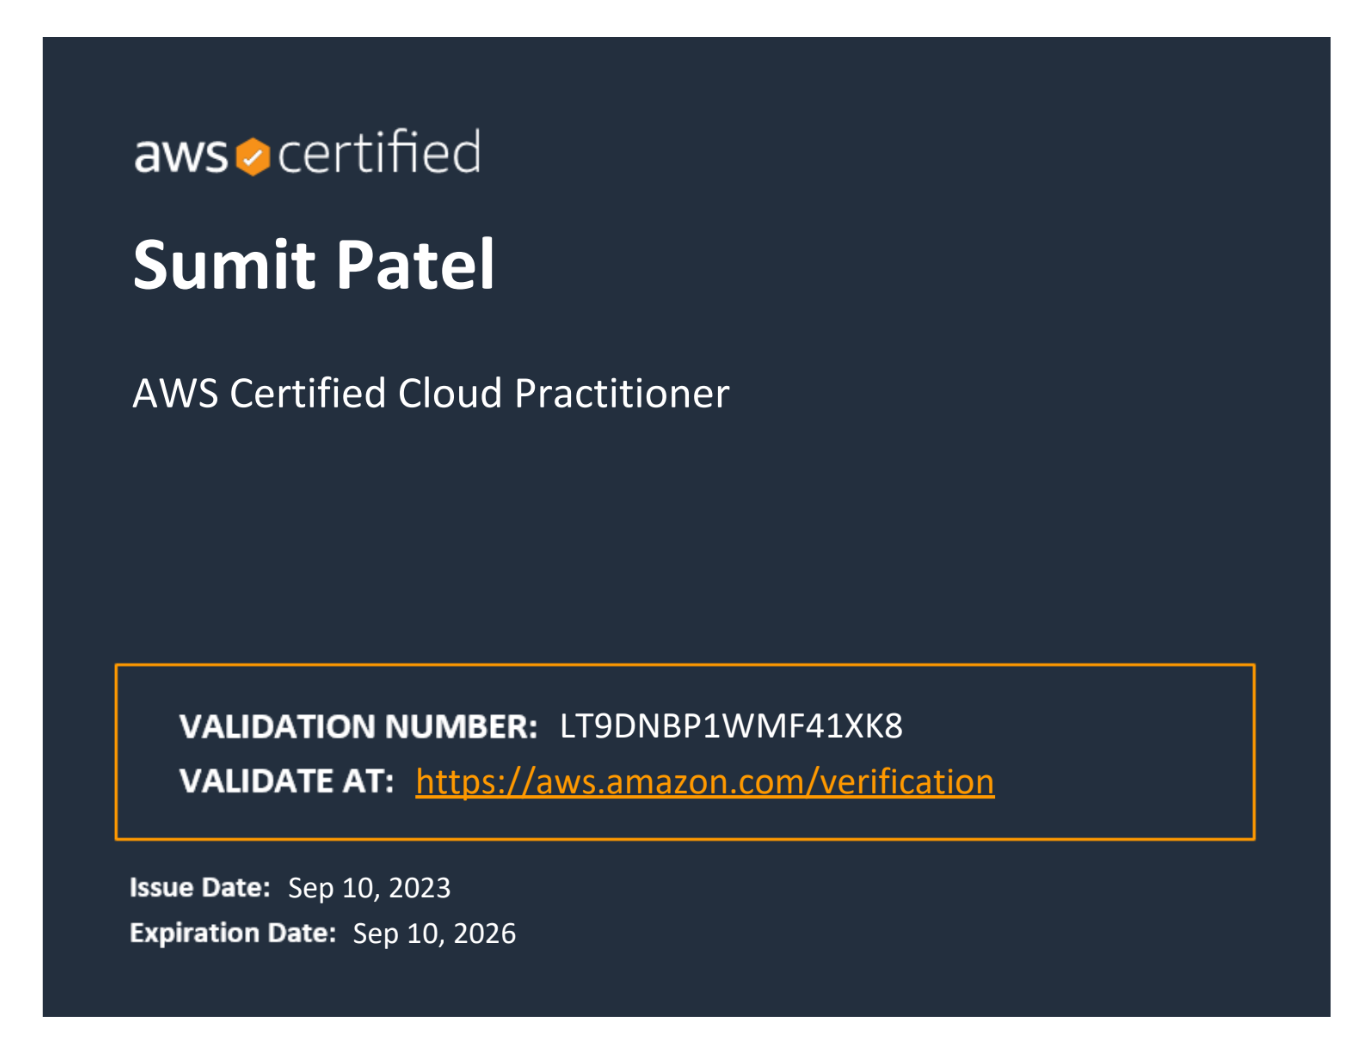 aws certified
Sumit Patel
AWS Certified Cloud Practitioner
VALIDATION NUMBER: LT9DNBP1WMF41XK8
VALIDATE AT: https://aws.amazon.com/verification
Issue Date: Sep 10, 2023
Expiration Date: Sep 10, 2026